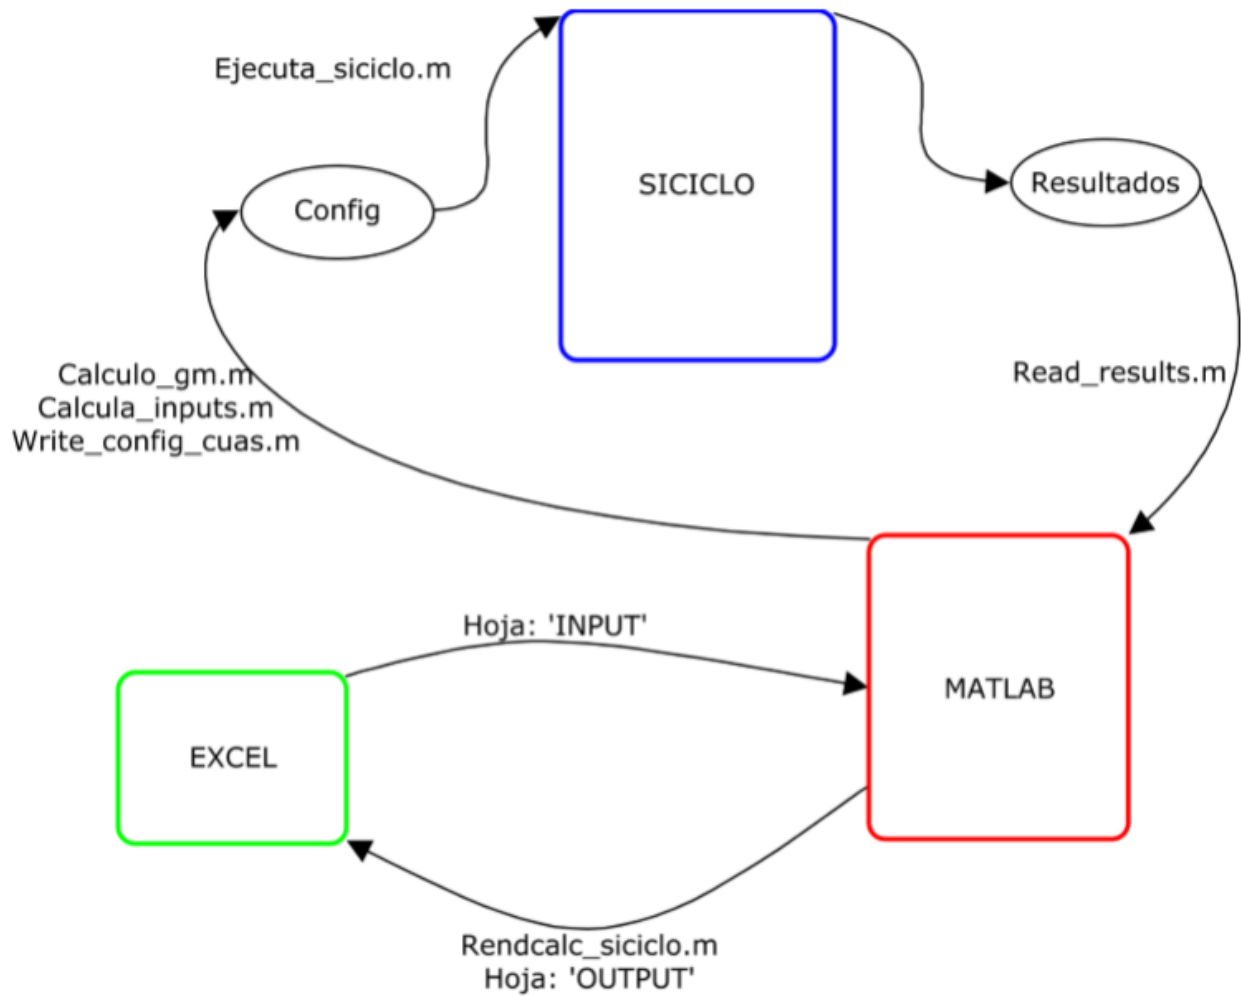 Ejecuta_siciclo.m
SICICLO
Resultados
Config
Calculo_gm.m
Calcula_inputs.m
Write_config_cuas.m
Read_results.m
Hoja: 'INPUT'
MATLAB
EXCEL
Rendcalc_siciclo.m
Hoja: 'OUTPUT'